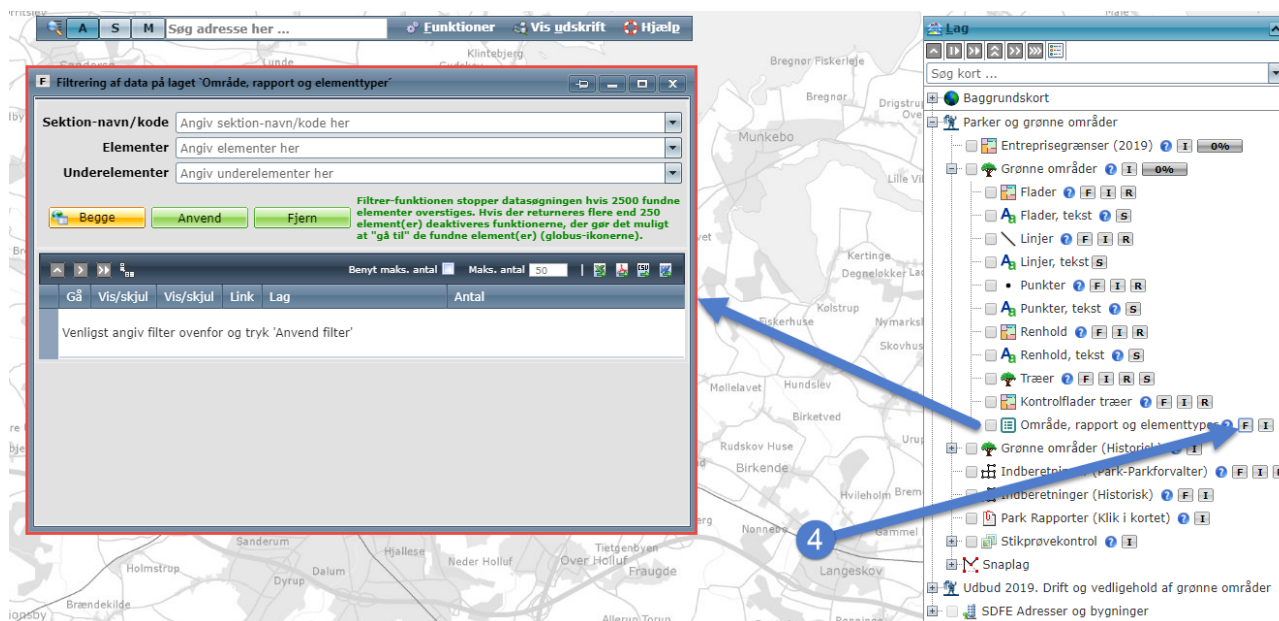 A S M Søg adresse her ... Funktioner Vis udskrift Hjælp
Klintebjerg
Lunde
F Filtrering af data på laget `Område, rapport og elementtyper´
Sektion-navn/kode Angiv sektion-navn/kode her
Elementer Angiv elementer her
Underelementer Angiv underelementer her
Begge Anvend Fjern
Filtrer-funktionen stopper datasøgningen hvis 2500 fundne
elementer overstiges. Hvis der returneres flere end 250
element(er) deaktiveres funktionerne, der gør det muligt
at "gå til" de fundne element(er) (globus-ikonerne).
Benyt maks. antal Maks. antal 50 |
Gå Vis/skjul Vis/skjul Link Lag Antal
Venligst angiv filter ovenfor og tryk 'Anvend filter'
Bregnør Fiskerleje
Bregnør
Munkebo
Kertinge
Kølstrup
Hundslev
Møllelavet
Birketved
Rudskov Huse
Birkende
Hvileholm
Nonnebo
4
Langeskov
Sanderum
Hjallese
Holmstrup
Dalum
Dyrup
Neder Holluf
Tietgenbyen
Over Holluf
Fraugde
Brændekilde
Allerup Torup
Lag
Søg kort ...
Baggrundskort
Parker og grønne områder
Entreprisegrænser (2019) ? I 0%
Grønne områder ? I 0%
Flader ? F I R
Flader, tekst ? S
Linjer ? F I R
Linjer, tekst S
Punkter ? F I R
Punkter, tekst ? S
Renhold ? F I R
Renhold, tekst ? S
Træer ? F I R S
Kontrolflader træer ? F I R
Område, rapport og elementtyper ? F I
Grønne områder (Historisk) ? I
Indberetninger (Park-Parkforvalter) ? F I
Indberetninger (Historisk) ? F I
Park Rapporter (Klik i kortet) ? I
Stikprøvekontrol ? I
Snaplag
Udbud 2019. Drift og vedligehold af grønne områder
SDFE Adresser og bygninger